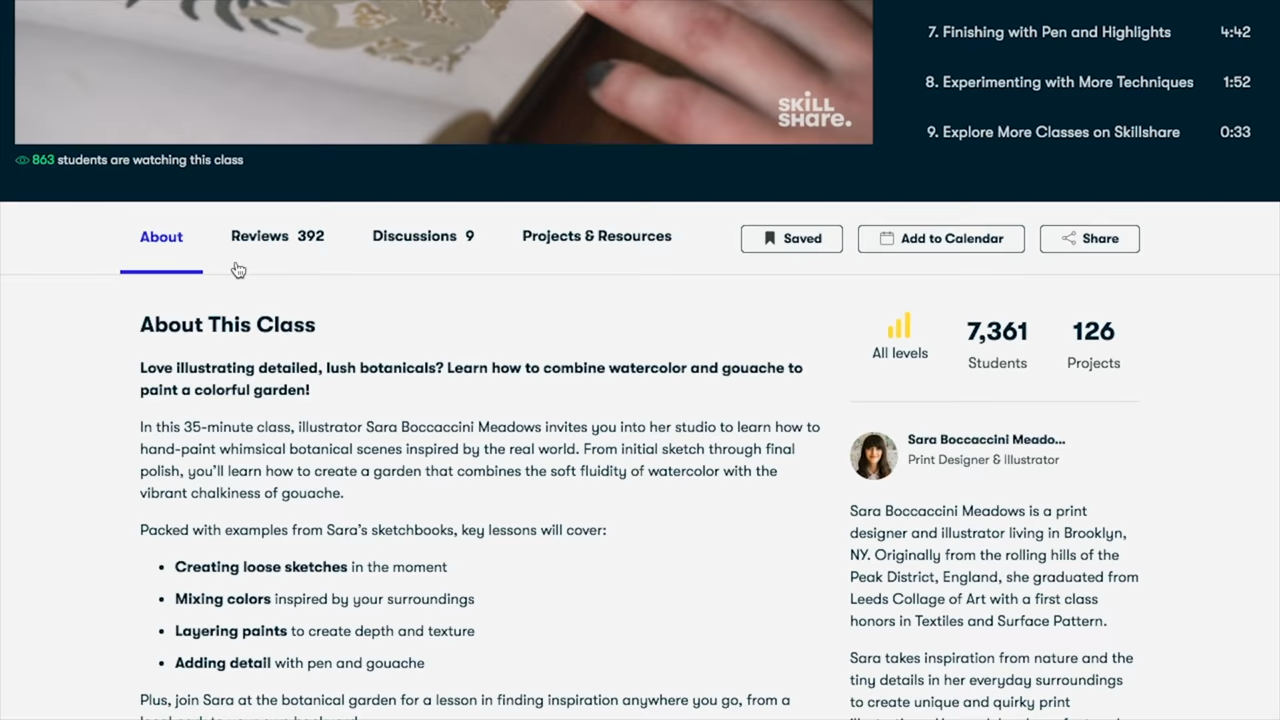 SKILL
SHARE.
7. Finishing with Pen and Highlights 4:42
8. Experimenting with More Techniques 1:52
9. Explore More Classes on Skillshare 0:33
863 students are watching this class
About Reviews 392 Discussions 9 Projects & Resources Saved Add to Calendar Share
About This Class
Love illustrating detailed, lush botanicals? Learn how to combine watercolor and gouache to
paint a colorful garden!
In this 35-minute class, illustrator Sara Boccaccini Meadows invites you into her studio to learn how to
hand-paint whimsical botanical scenes inspired by the real world. From initial sketch through final
polish, you'll learn how to create a garden that combines the soft fluidity of watercolor with the
vibrant chalkiness of gouache.
Packed with examples from Sara's sketchbooks, key lessons will cover:
• Creating loose sketches in the moment
• Mixing colors inspired by your surroundings
• Layering paints to create depth and texture
• Adding detail with pen and gouache
Plus, join Sara at the botanical garden for a lesson in finding inspiration anywhere you go, from a
All levels
7,361
Students
126
Projects
Sara Boccaccini Meado...
Print Designer & Illustrator
Sara Boccaccini Meadows is a print
designer and illustrator living in Brooklyn,
NY. Originally from the rolling hills of the
Peak District, England, she graduated from
Leeds Collage of Art with a first class
honors in Textiles and Surface Pattern.
Sara takes inspiration from nature and the
tiny details in her everyday surroundings
to create unique and quirky print